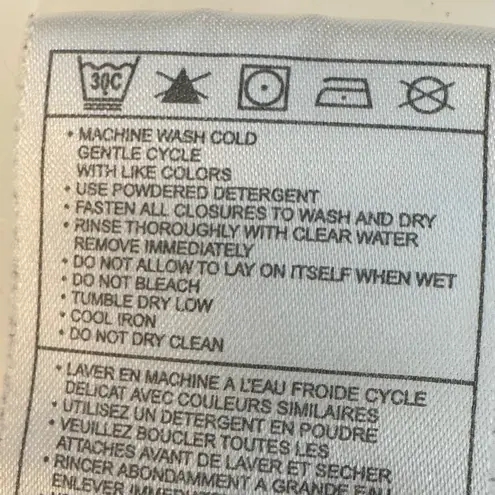 30C
• MACHINE WASH COLD
GENTLE CYCLE
WITH LIKE COLORS
• USE POWDERED DETERGENT
• FASTEN ALL CLOSURES TO WASH AND DRY
• RINSE THOROUGHLY WITH CLEAR WATER
REMOVE IMMEDIATELY
• DO NOT ALLOW TO LAY ON ITSELF WHEN WET
• DO NOT BLEACH
• TUMBLE DRY LOW
• COOL IRON
• DO NOT DRY CLEAN
• LAVER EN MACHINE A L'EAU FROIDE CYCLE
DELICAT AVEC COULEURS SIMILAIRES
• UTILISEZ UN DETERGENT EN POUDRE
• VEUILLEZ BOUCLER TOUTES LES
ATTACHES AVANT DE LAVER ET SECHER
• RINCER ABONDAMMENT A GRANDE EAU
ENLEVER